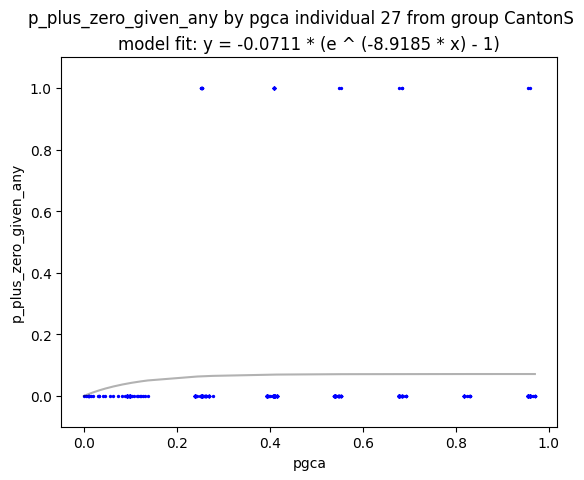 p_plus_zero_given_any by pgca individual 27 from group CantonS
model fit: y = -0.0711 * (e ^ (-8.9185 * x) - 1)
1.0
0.8
0.6
0.4
0.2
0.0
p_plus_zero_given_any
0.0 0.2 0.4 0.6 0.8 1.0
pgca